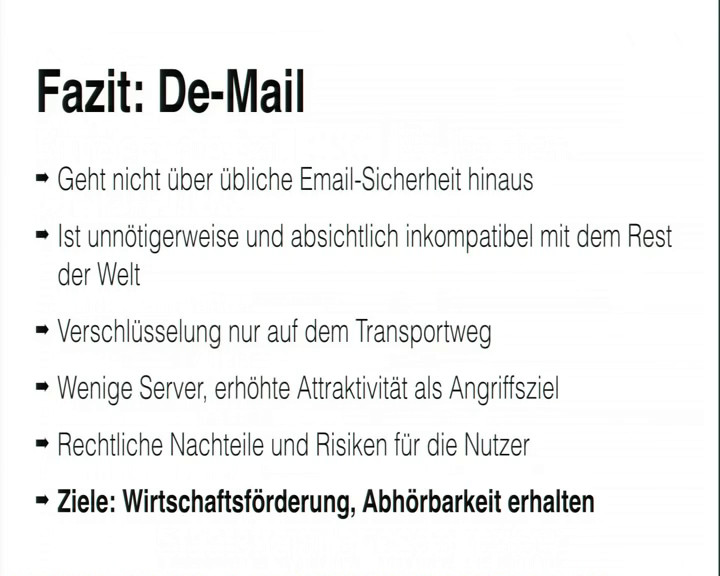 Fazit: De-Mail
➡ Geht nicht über übliche Email-Sicherheit hinaus
➡ Ist unnötigerweise und absichtlich inkompatibel mit dem Rest
der Welt
➡ Verschlüsselung nur auf dem Transportweg
➡ Wenige Server, erhöhte Attraktivität als Angriffsziel
➡ Rechtliche Nachteile und Risiken für die Nutzer
➡ Ziele: Wirtschaftsförderung, Abhörbarkeit erhalten